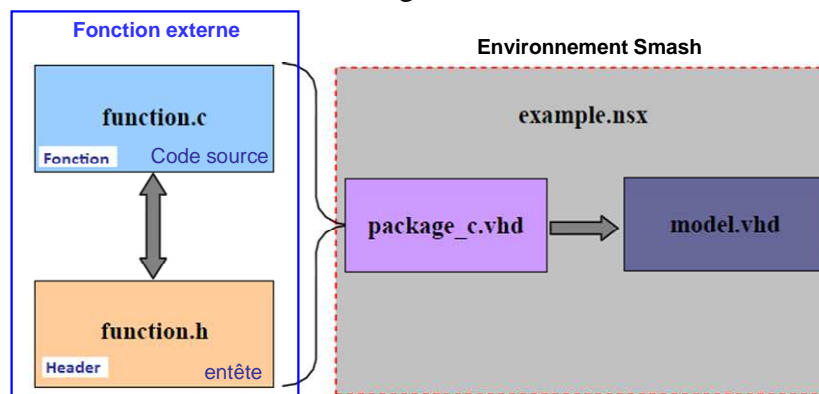 Fonction externe
function.c
Fonction
Code source
function.h
Header
entête
Environnement Smash
example.nsx
package_c.vhd
model.vhd